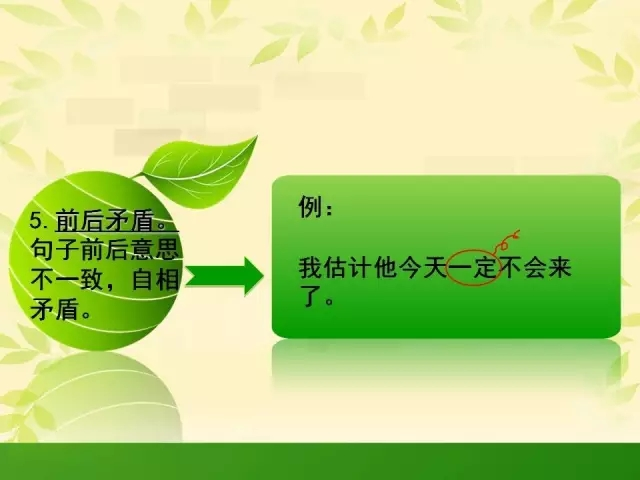 5.前后矛盾。
句子前后意思
不一致，自相
矛盾。
例：
我估计他今天一定不会来
了。